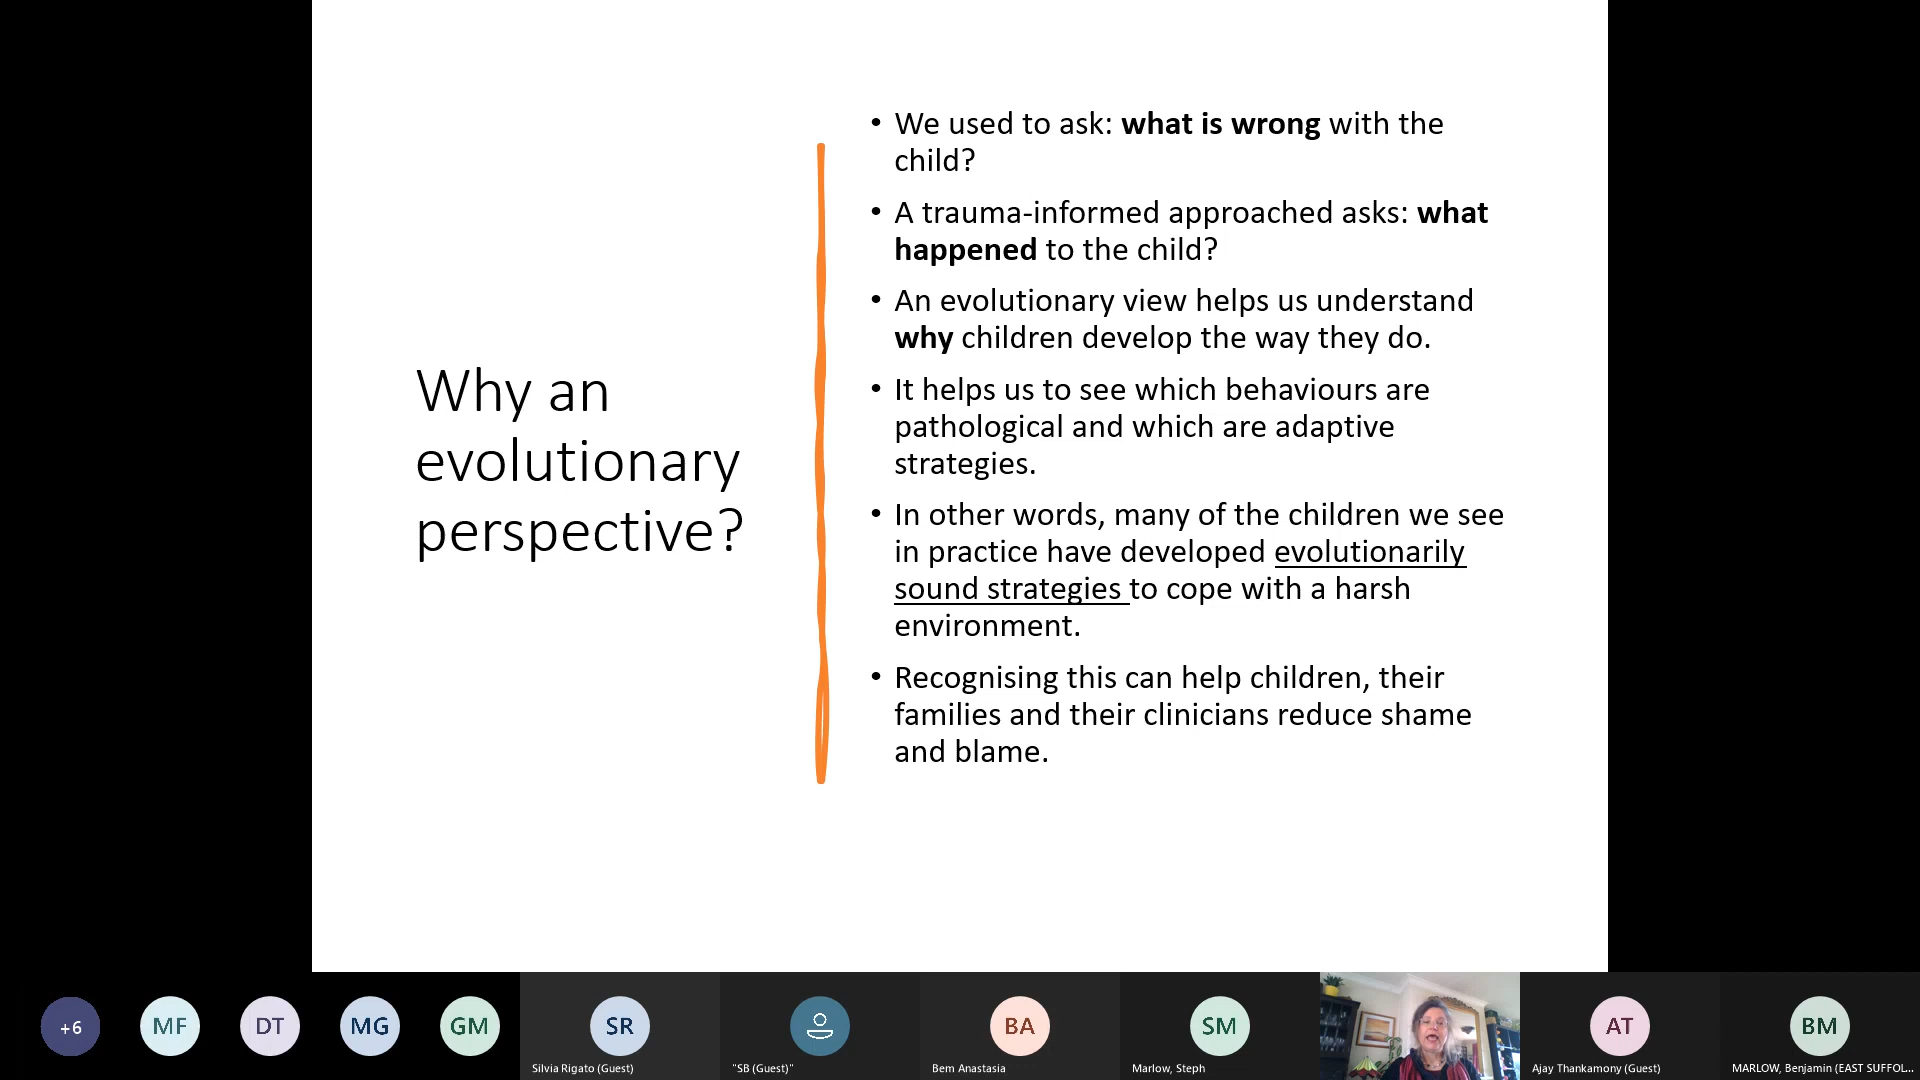 Why an
evolutionary
perspective?
• We used to ask: what is wrong with the
child?
• A trauma-informed approached asks: what
happened to the child?
• An evolutionary view helps us understand
why children develop the way they do.
• It helps us to see which behaviours are
pathological and which are adaptive
strategies.
• In other words, many of the children we see
in practice have developed evolutionarily
sound strategies to cope with a harsh
environment.
• Recognising this can help children, their
families and their clinicians reduce shame
and blame.
+6
MF
DT
MG
GM
SR
Silvia Rigato (Guest)
"SB (Guest)"
BA
Bem Anastasia
SM
Marlow, Steph
AT
Ajay Thankamony (Guest)
BM
MARLOW, Benjamin (EAST SUFFOL...